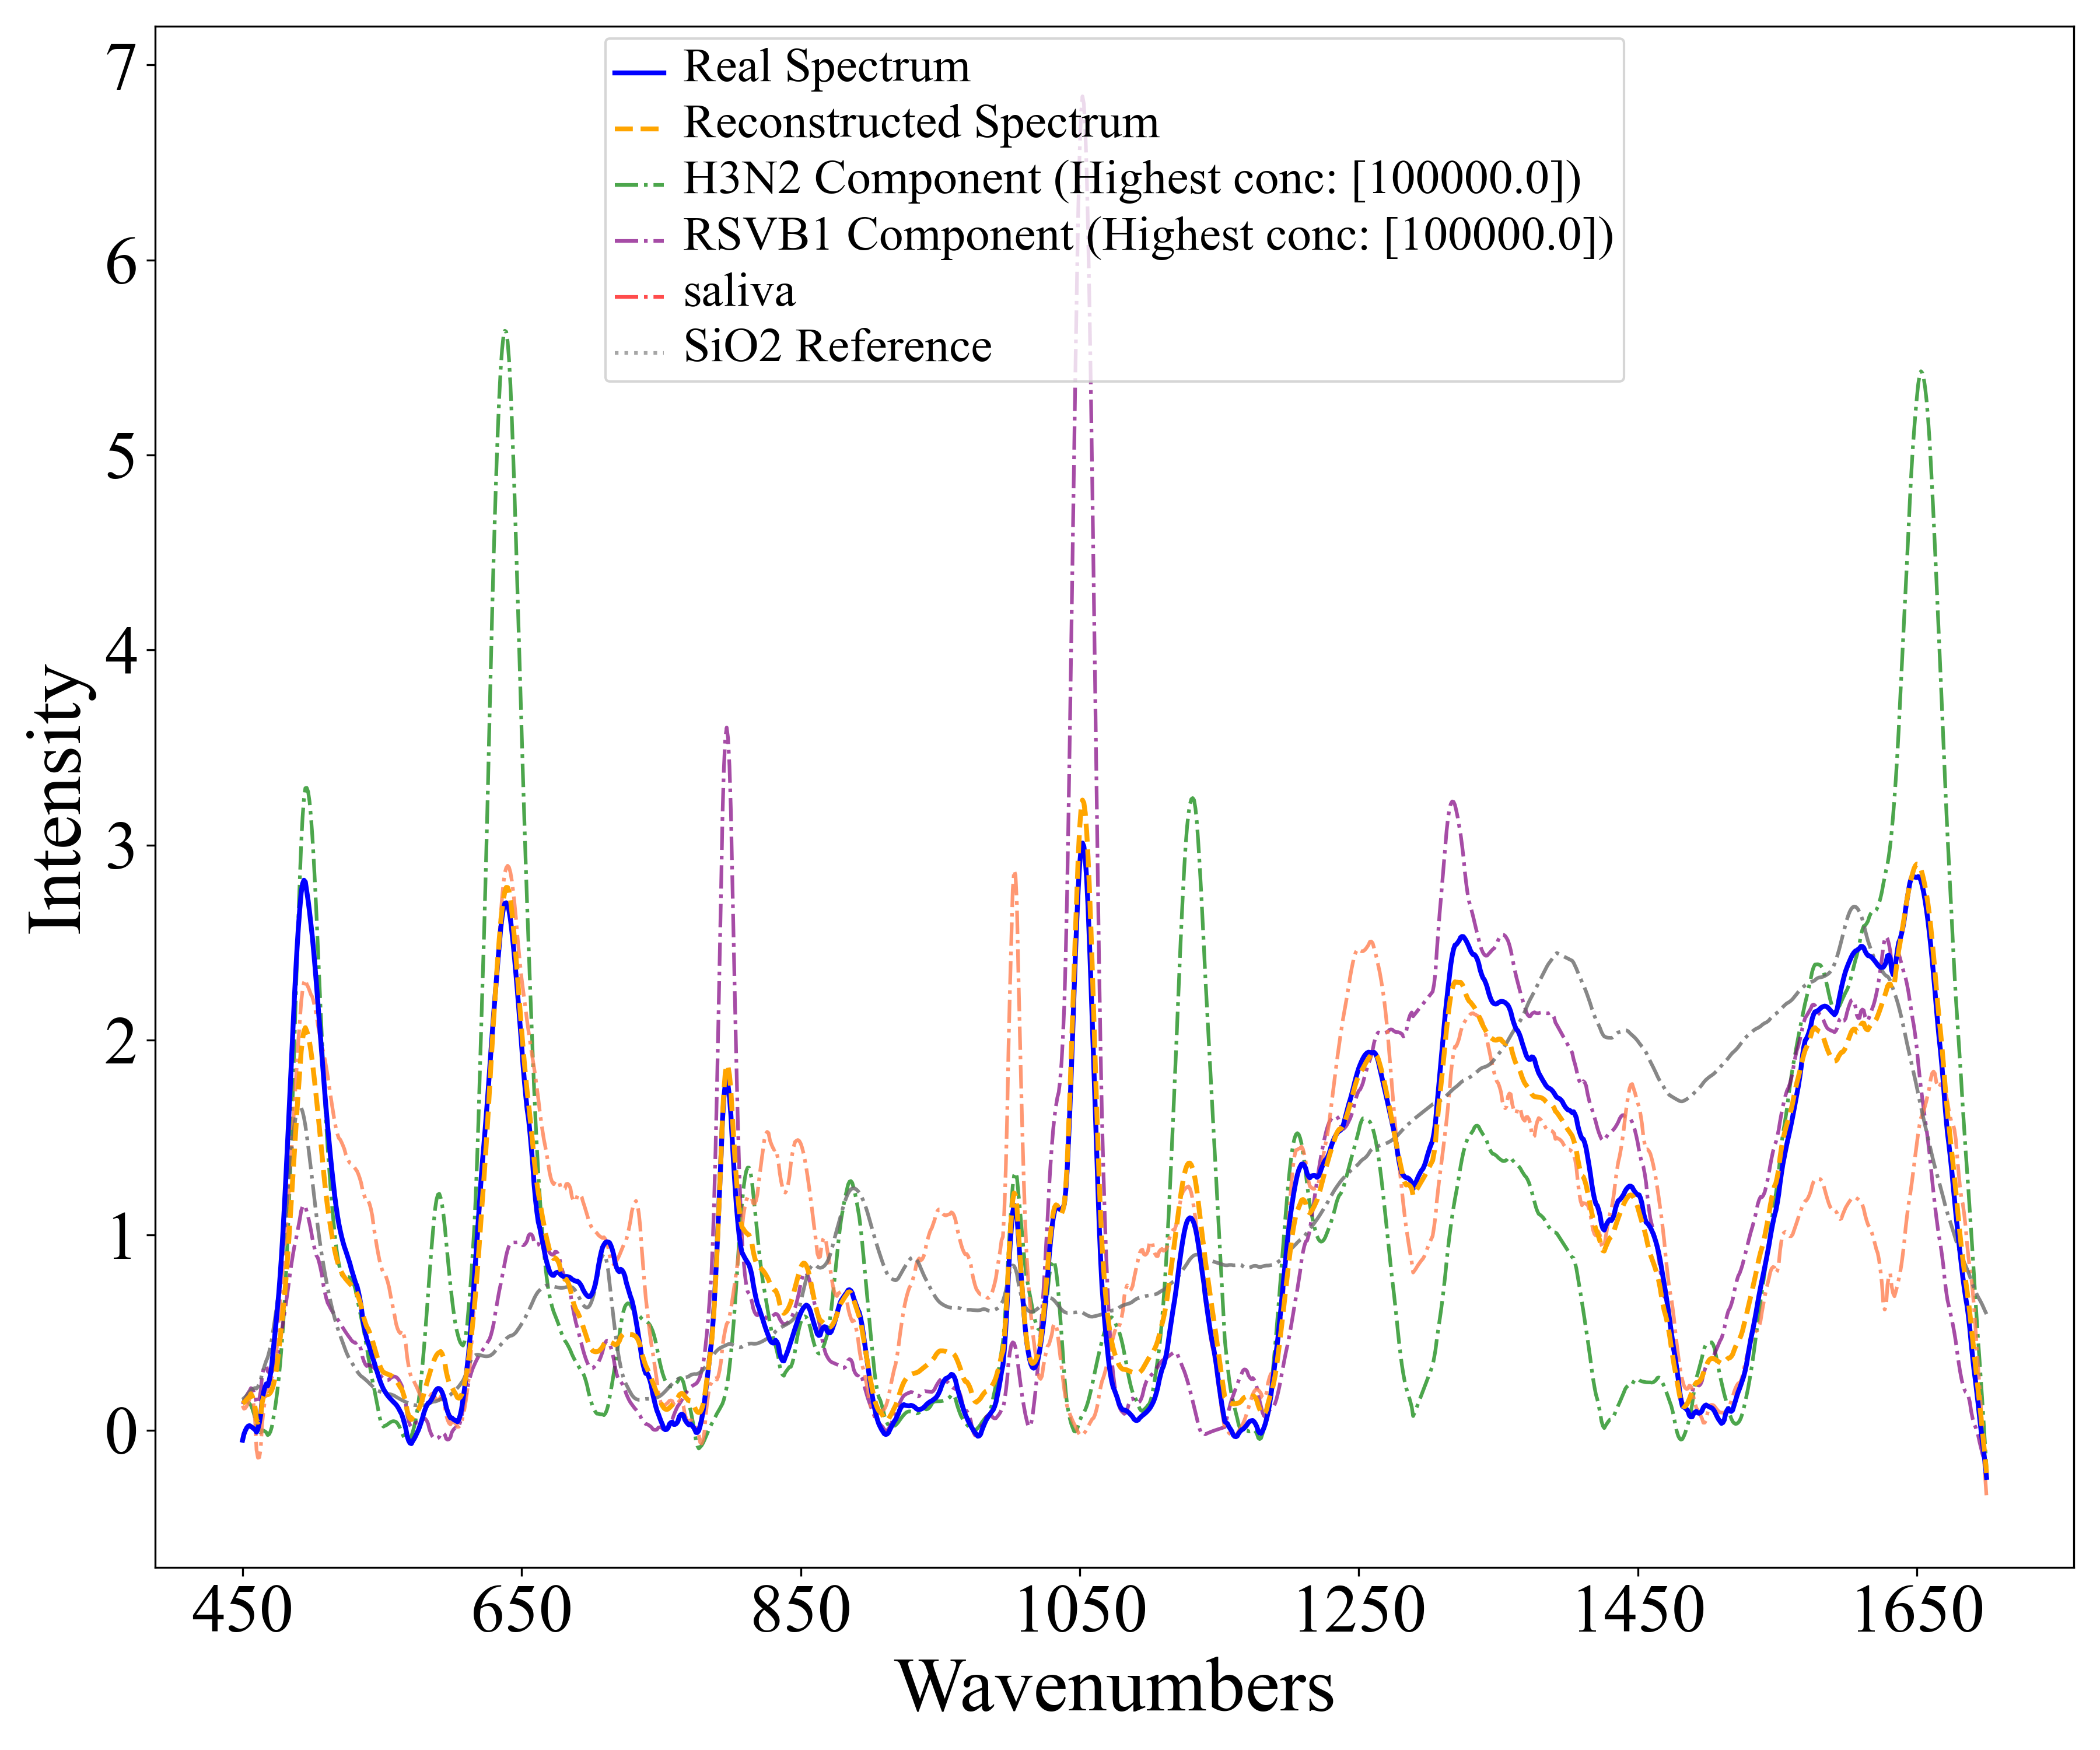 Real Spectrum
Reconstructed Spectrum
H3N2 Component (Highest conc: [100000.0])
RSVB1 Component (Highest conc: [100000.0])
saliva
SiO2 Reference
7
6
5
4
3
2
1
0
Intensity
450 650 850 1050 1250 1450 1650
Wavenumbers